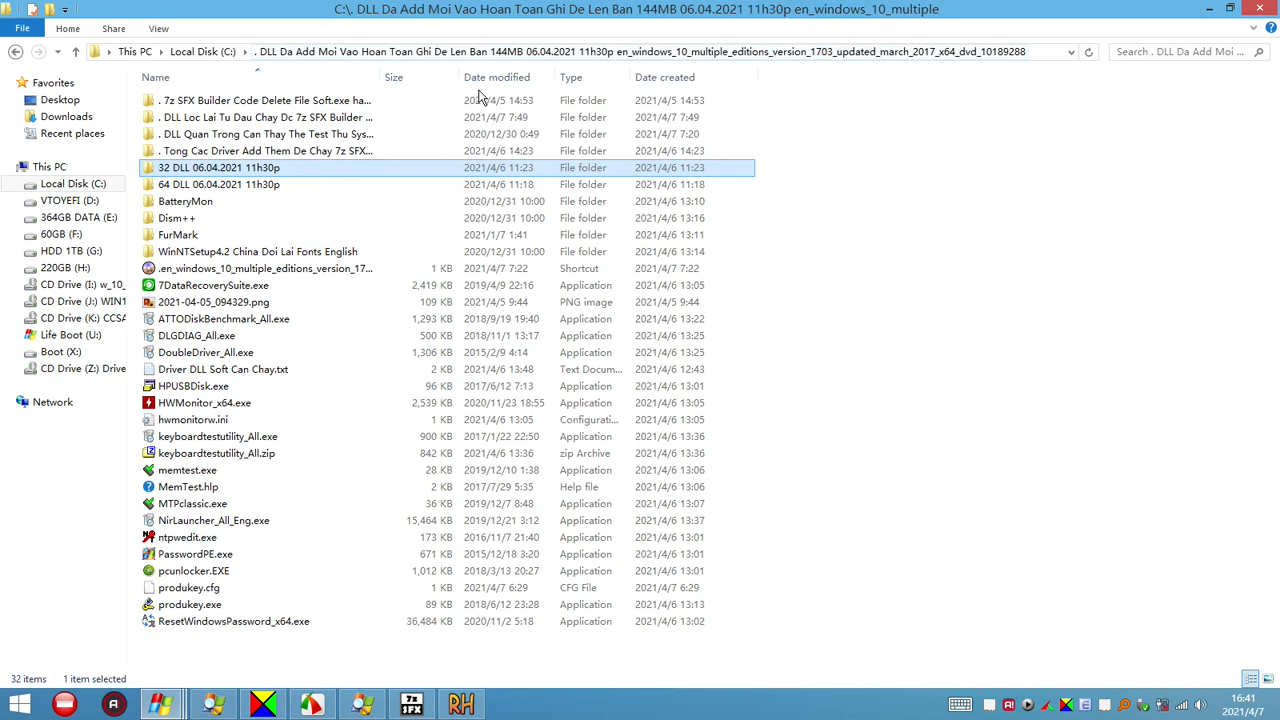 C:\. DLL Da Add Moi Vao Hoan Toan Ghi De Len Ban 144MB 06.04.2021 11h30p en_windows_10_multiple
File Home Share View
This PC Local Disk (C:) . DLL Da Add Moi Vao Hoan Toan Ghi De Len Ban 144MB 06.04.2021 11h30p en_windows_10_multiple_editions_version_1703_updated_march_2017_x64_dvd_10189288 Search . DLL Da Add Moi Vao Hoan...
Favorites
Desktop
Downloads
Recent places
This PC
Local Disk (C:)
VTOYEFI (D:)
364GB DATA (E:)
60GB (F:)
HDD 1TB (G:)
220GB (H:)
CD Drive (I:) w_10_
CD Drive (J:) WIN1
CD Drive (K:) CCSA
Life Boot (U:)
Boot (X:)
CD Drive (Z:) Drive
Network
Name Size Date modified Type Date created
. 7z SFX Builder Code Delete File Soft.exe ha... 2021/4/5 14:53 File folder 2021/4/5 14:53
. DLL Loc Lai Tu Dau Chay Dc 7z SFX Builder ... 2021/4/7 7:49 File folder 2021/4/7 7:49
. DLL Quan Trong Can Thay The Test Thu Sys... 2020/12/30 0:49 File folder 2021/4/7 7:20
. Tong Cac Driver Add Them De Chay 7z SFX... 2021/4/6 14:23 File folder 2021/4/6 14:23
32 DLL 06.04.2021 11h30p 2021/4/6 11:23 File folder 2021/4/6 11:23
64 DLL 06.04.2021 11h30p 2021/4/6 11:18 File folder 2021/4/6 11:18
BatteryMon 2020/12/31 10:00 File folder 2021/4/6 13:10
Dism++ 2020/12/31 10:00 File folder 2021/4/6 13:16
FurMark 2021/1/7 1:41 File folder 2021/4/6 13:11
WinNTSetup4.2 China Doi Lai Fonts English 2020/12/31 10:00 File folder 2021/4/6 13:14
.en_windows_10_multiple_editions_version_17... 1 KB 2021/4/7 7:22 Shortcut 2021/4/7 7:22
7DataRecoverySuite.exe 2,419 KB 2019/4/9 22:16 Application 2021/4/6 13:00
2021-04-05_094329.png 109 KB 2021/4/5 9:44 PNG image 2021/4/5 9:44
ATTODiskBenchmark_All.exe 1,293 KB 2018/9/19 19:40 Application 2021/4/6 13:22
DLGDIAG_All.exe 500 KB 2018/11/1 13:17 Application 2021/4/6 13:25
DoubleDriver_All.exe 1,306 KB 2015/2/9 4:14 Application 2021/4/6 13:25
Driver DLL Soft Can Chay.txt 2 KB 2021/4/6 13:48 Text Docum... 2021/4/6 12:43
HPUSBDisk.exe 96 KB 2017/6/12 7:13 Application 2021/4/6 13:01
HWMonitor_x64.exe 2,539 KB 2020/11/23 18:55 Application 2021/4/6 13:05
hwmonitorw.ini 1 KB 2021/4/6 13:05 Configurati... 2021/4/6 13:05
keyboardtestutility_All.exe 900 KB 2017/1/22 22:50 Application 2021/4/6 13:36
keyboardtestutility_All.zip 842 KB 2021/4/6 13:36 zip Archive 2021/4/6 13:36
memtest.exe 28 KB 2019/12/10 1:38 Application 2021/4/6 13:06
MemTest.hlp 2 KB 2017/7/29 5:35 Help file 2021/4/6 13:06
MTPclassic.exe 36 KB 2019/12/7 8:48 Application 2021/4/6 13:07
NirLauncher_All_Eng.exe 15,464 KB 2019/12/21 3:12 Application 2021/4/6 13:37
ntpwedit.exe 173 KB 2016/11/7 21:40 Application 2021/4/6 13:01
PasswordPE.exe 671 KB 2015/12/18 3:20 Application 2021/4/6 13:01
pcunlocker.EXE 1,012 KB 2018/3/13 20:27 Application 2021/4/6 13:01
produkey.cfg 1 KB 2021/4/7 6:29 CFG File 2021/4/7 6:29
produkey.exe 89 KB 2018/6/12 23:28 Application 2021/4/6 13:13
ResetWindowsPassword_x64.exe 36,484 KB 2020/11/2 5:18 Application 2021/4/6 13:02
32 items 1 item selected
7z SFX
RH
16:41
2021/4/7